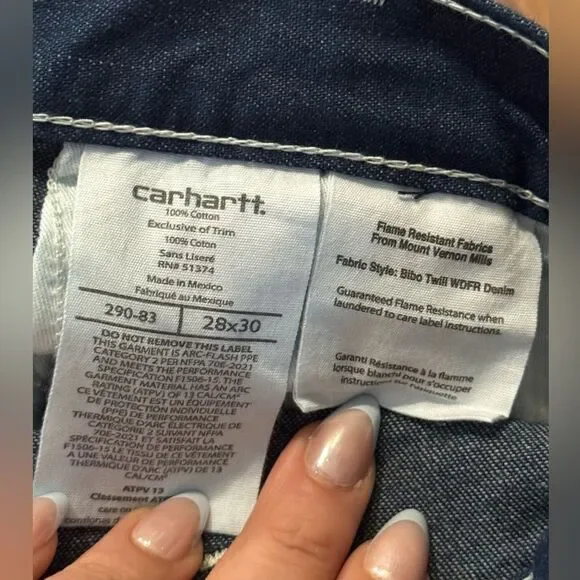 carhartt.
100% Cotton
Exclusive of Trim
100% Coton
Sans Liseré
RN# 51374
Made in Mexico
Fabriqué au Mexique
290-83 28x30
DO NOT REMOVE THIS LABEL
THIS GARMENT IS ARC-FLASH PPE
CATEGORY 2 PER NFPA 70E-2021
AND MEETS THE PERFORMANCE
SPECIFICATION F1506-15. THE
GARMENT MATERIAL HAS AN ARC
RATING (ATPV) OF 13 CAL/CM²
CE VÊTEMENT EST UN ÉQUIPEMENT
DE PROTECTION INDIVIDUELLE
(PPE) DE PERFORMANCE
THERMIQUE D'ARC ÉLECTRIQUE DE
CATÉGORIE 2 SUIVANT NFPA
70E-2021 ET SATISFAIT LA
SPÉCIFICATION DE PERFORMANCE
F1506-15 LE TISSU DE CE VÊTEMENT
A UNE VALEUR DE PERFORMANCE
THERMIQUE D'ARC (ATPV) DE 13
CAL/CM²
ATPV 13
Classement
care
Flame Resistant Fabrics
From Mount Vernon Mills
Fabric Style: Bibo Twill WDFR Denim
Guaranteed Flame Resistance when
laundered to care label instructions.
Garanti Résistance à la flamme
lorsque blanchi pour s'occuper
instructions sur l'étiquette